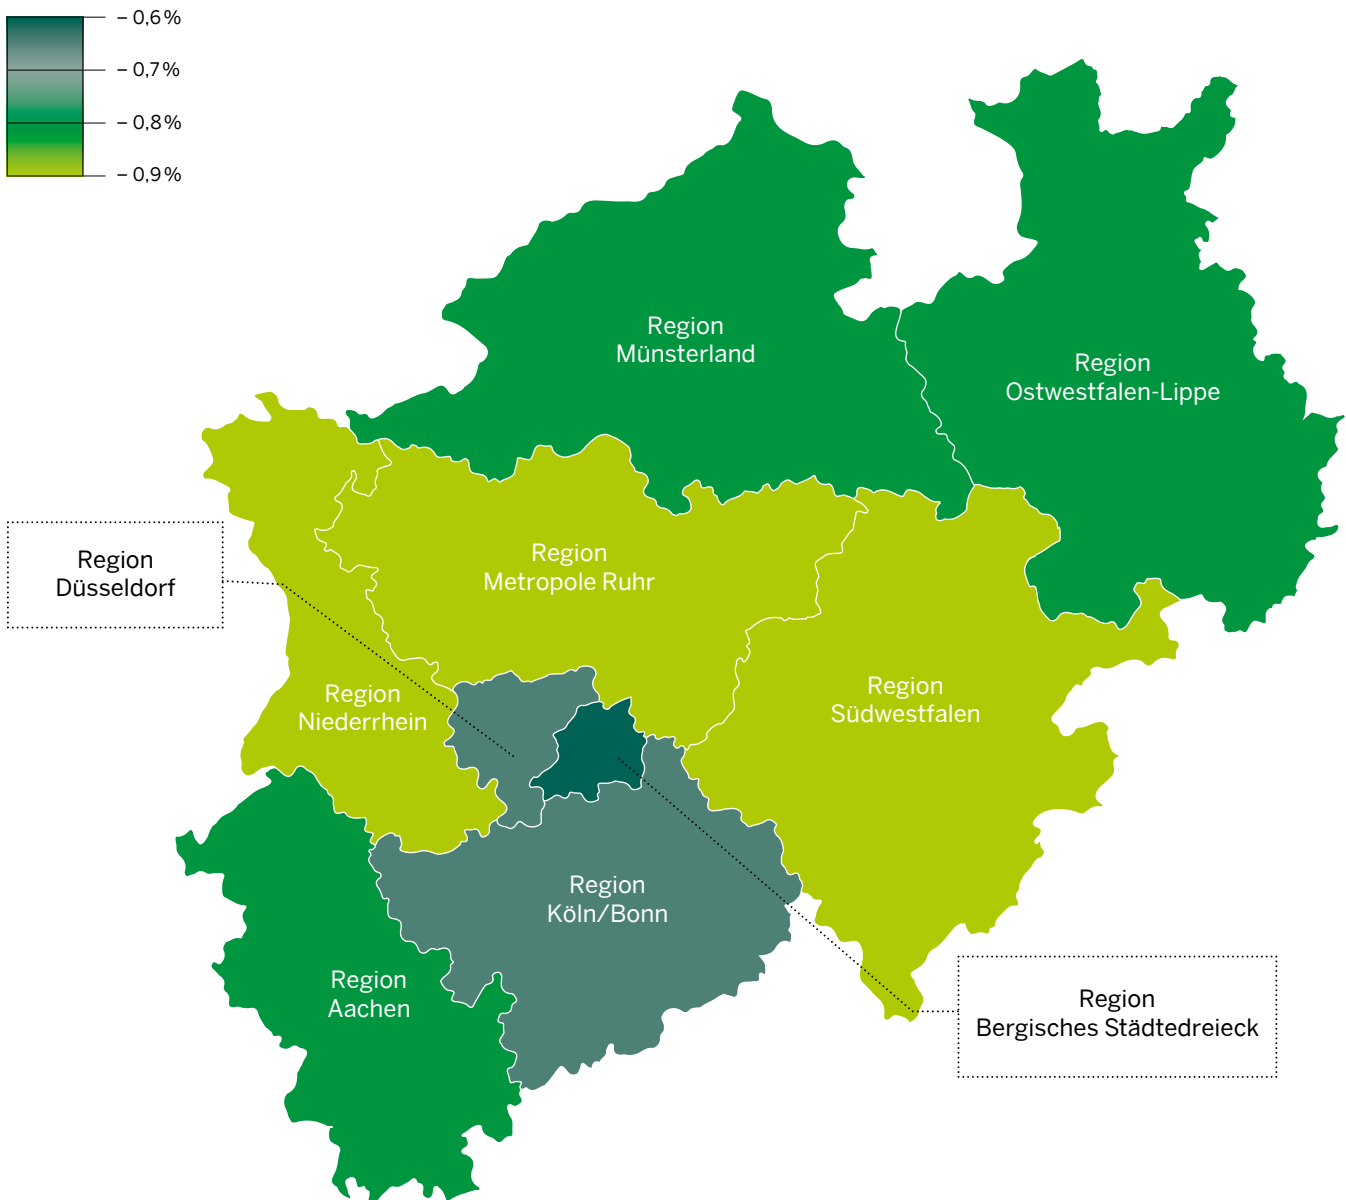 – 0,6 %
– 0,7 %
– 0,8 %
– 0,9 %
Region
Münsterland
Region
Ostwestfalen-Lippe
Region
Düsseldorf
Region
Metropole Ruhr
Region
Niederrhein
Region
Südwestfalen
Region
Köln/Bonn
Region
Aachen
Region
Bergisches Städtedreieck